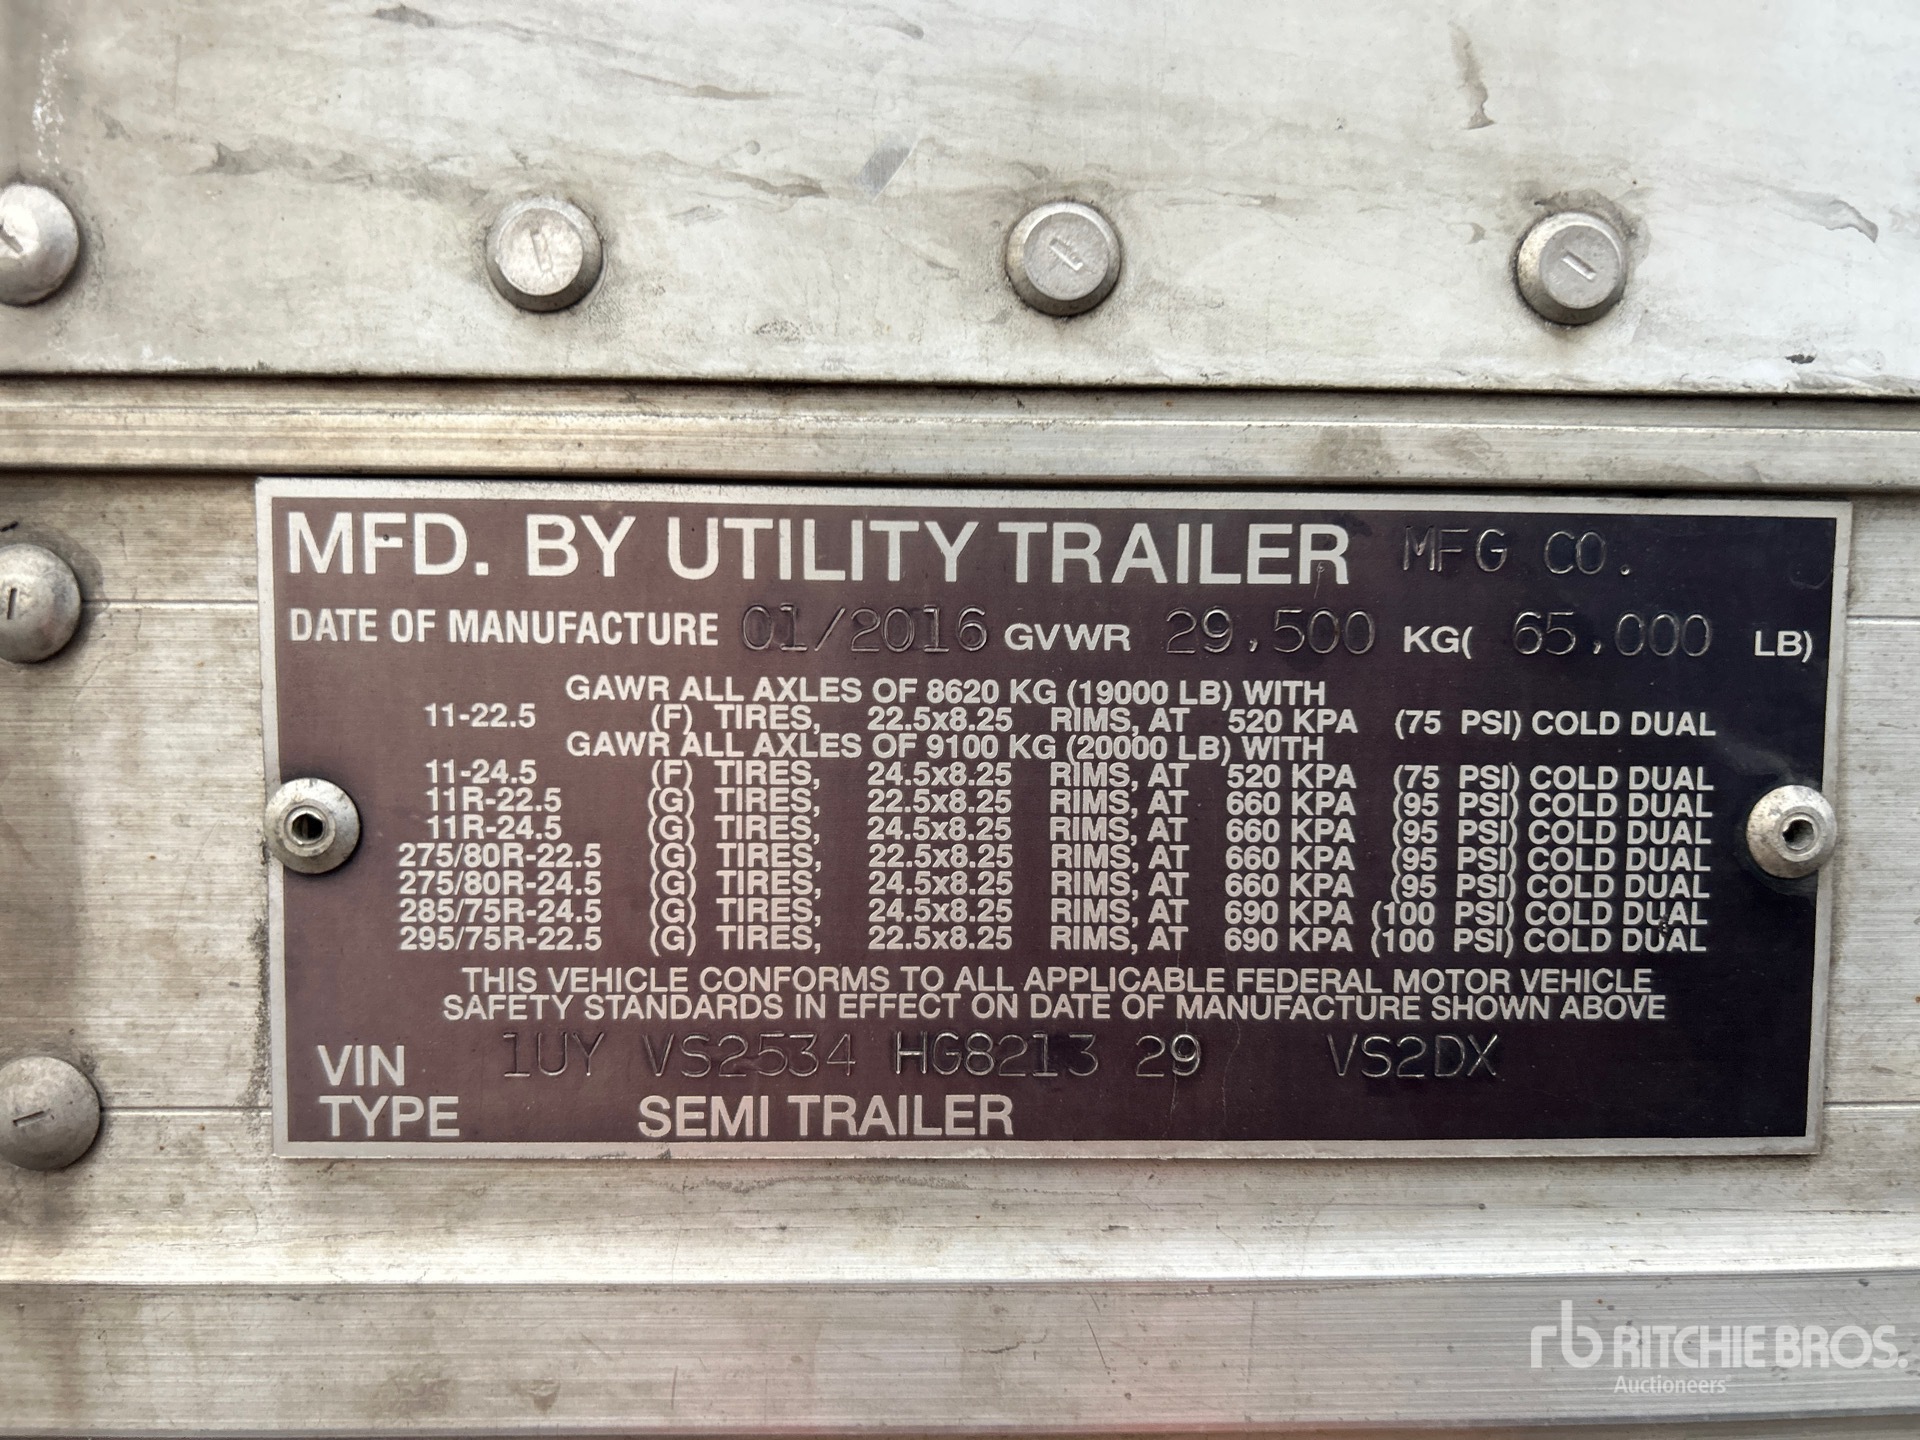 MFD. BY UTILITY TRAILER MFG CO.
DATE OF MANUFACTURE 01/2016 GVWR 29,500 KG( 65,000 LB)
GAWR ALL AXLES OF 8620 KG (19000 LB) WITH
11-22.5 (F) TIRES, 22.5x8.25 RIMS, AT 520 KPA (75 PSI) COLD DUAL
GAWR ALL AXLES OF 9100 KG (20000 LB) WITH
11-24.5 (F) TIRES, 24.5x8.25 RIMS, AT 520 KPA (75 PSI) COLD DUAL
11R-22.5 (G) TIRES, 22.5x8.25 RIMS, AT 660 KPA (95 PSI) COLD DUAL
11R-24.5 (G) TIRES, 24.5x8.25 RIMS, AT 660 KPA (95 PSI) COLD DUAL
275/80R-22.5 (G) TIRES, 22.5x8.25 RIMS, AT 660 KPA (95 PSI) COLD DUAL
275/80R-24.5 (G) TIRES, 24.5x8.25 RIMS, AT 660 KPA (95 PSI) COLD DUAL
285/75R-24.5 (G) TIRES, 24.5x8.25 RIMS, AT 690 KPA (100 PSI) COLD DUAL
295/75R-22.5 (G) TIRES, 22.5x8.25 RIMS, AT 690 KPA (100 PSI) COLD DUAL
THIS VEHICLE CONFORMS TO ALL APPLICABLE FEDERAL MOTOR VEHICLE
SAFETY STANDARDS IN EFFECT ON DATE OF MANUFACTURE SHOWN ABOVE
VIN 1UY VS2534 HG8213 29 VS2DX
TYPE SEMI TRAILER
rb RITCHIE BROS.
Auctioneers